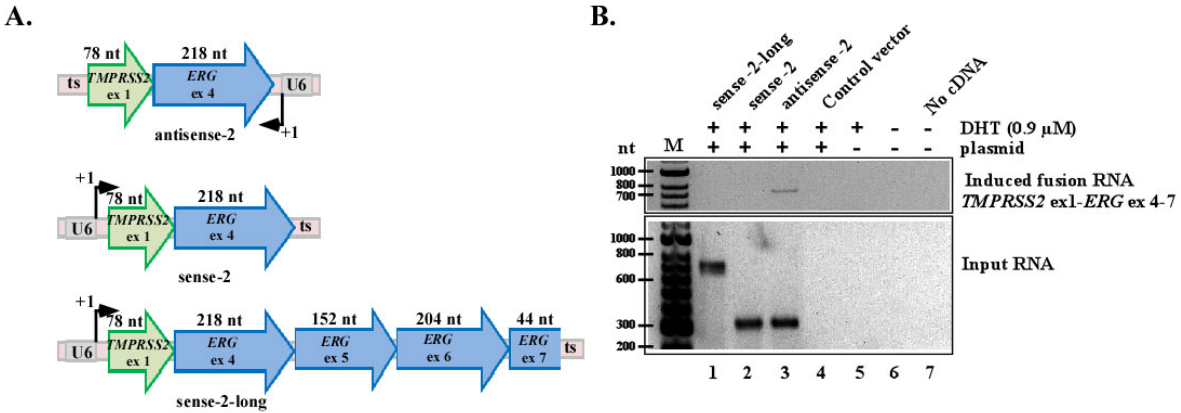 A.
78 nt 218 nt
ts TMPRSS2 ex 1 ERG ex 4 U6
+1
antisense-2
+1
78 nt 218 nt
U6 TMPRSS2 ex 1 ERG ex 4 ts
sense-2
+1
78 nt 218 nt 152 nt 204 nt 44 nt
U6 TMPRSS2 ex 1 ERG ex 4 ERG ex 5 ERG ex 6 ERG ex 7 ts
sense-2-long
B.
sense-2-long sense-2 antisense-2 Control vector No cDNA
+ + + + + - - DHT (0.9 µM)
+ + + + - - - plasmid
nt M
1000
800
700
Induced fusion RNA
TMPRSS2 ex1-ERG ex 4-7
1000
600
300
200
Input RNA
1 2 3 4 5 6 7